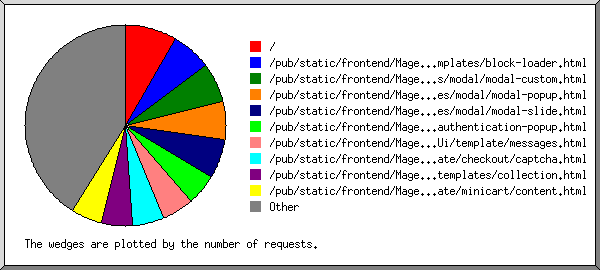 /
/pub/static/frontend/Mage...mplates/block-loader.html
/pub/static/frontend/Mage...s/modal/modal-custom.html
/pub/static/frontend/Mage...es/modal/modal-popup.html
/pub/static/frontend/Mage...es/modal/modal-slide.html
/pub/static/frontend/Mage...authentication-popup.html
/pub/static/frontend/Mage...Ui/template/messages.html
/pub/static/frontend/Mage...ate/checkout/captcha.html
/pub/static/frontend/Mage...templates/collection.html
/pub/static/frontend/Mage...ate/minicart/content.html
Other
The wedges are plotted by the number of requests.